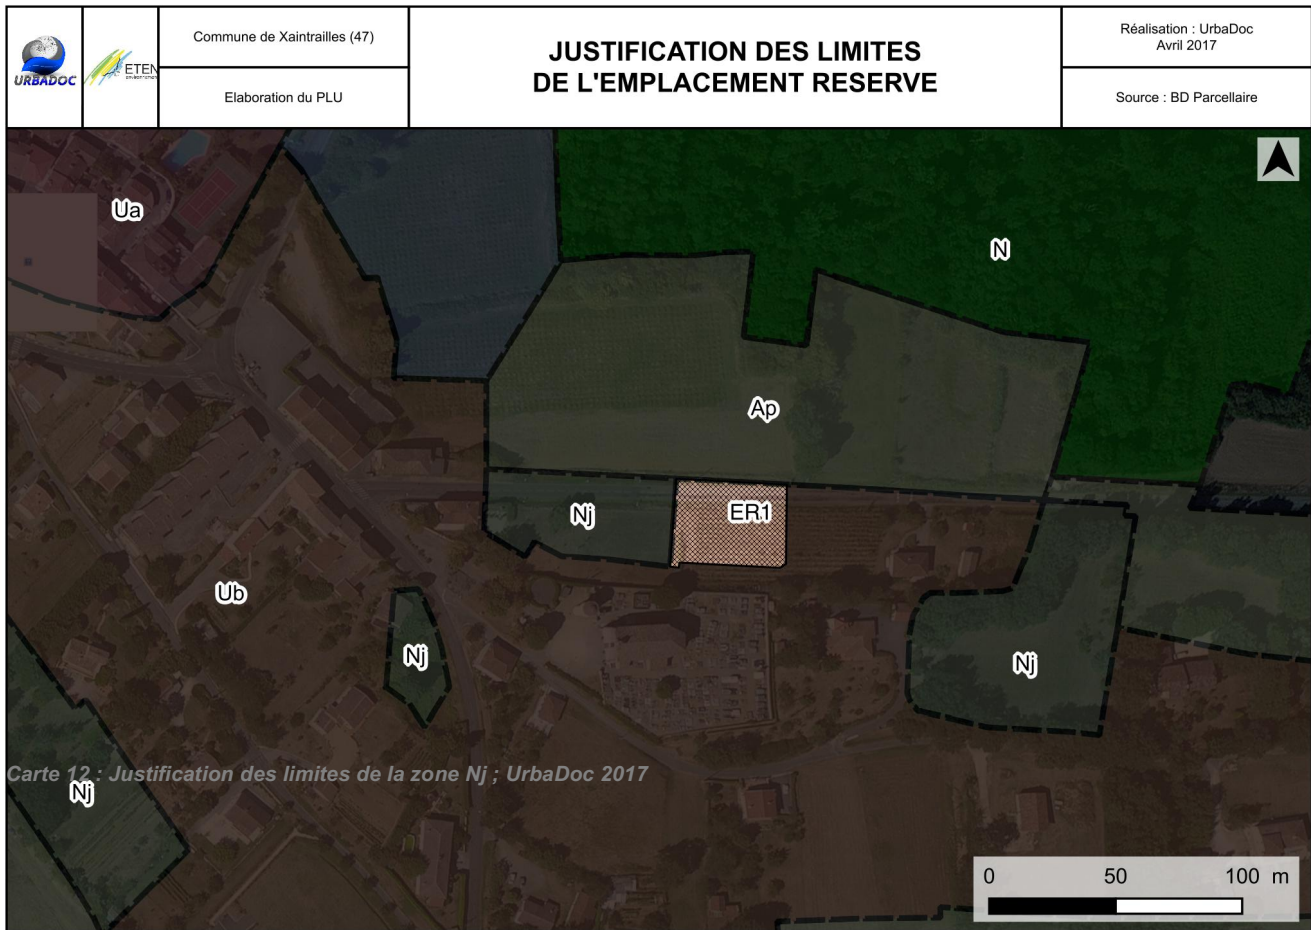 URBADOC
ETEN
Commune de Xaintrailles (47)
Elaboration du PLU
JUSTIFICATION DES LIMITES
DE L'EMPLACEMENT RESERVE
Réalisation : UrbaDoc
Avril 2017
Source : BD Parcellaire
Ua
N
Ap
Nj
ER1
Ub
Nj
Nj
Carte 12 : Justification des limites de la zone Nj ; UrbaDoc 2017
Nj
0 50 100 m